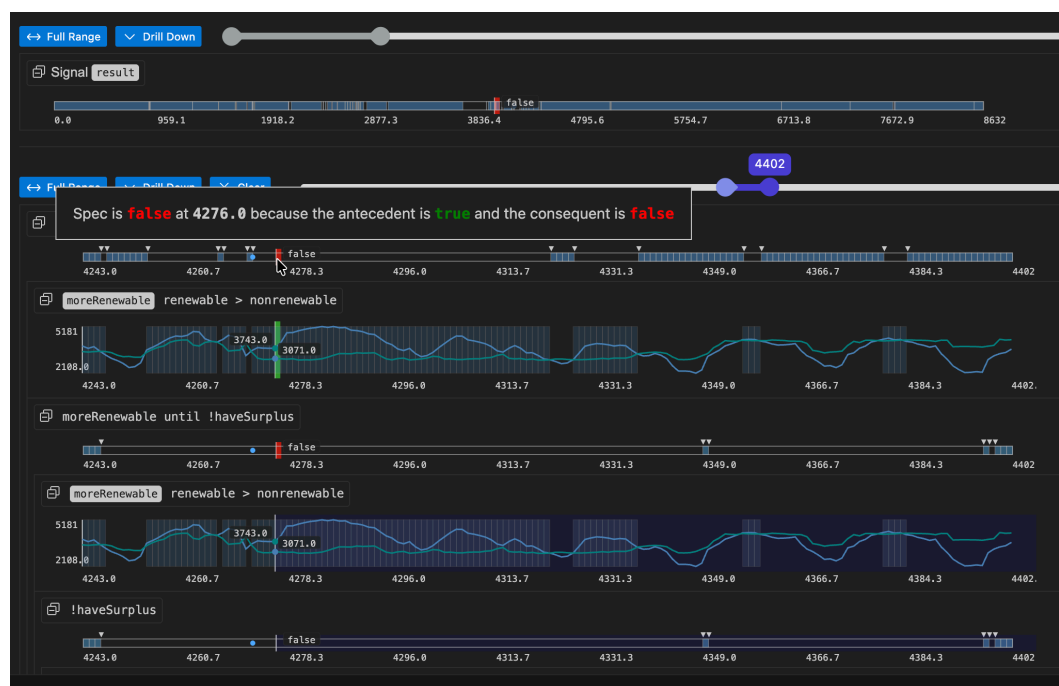 Full Range Drill Down
Signal result
false
0.0 959.1 1918.2 2877.3 3836.4 4795.6 5754.7 6713.8 7672.9 8632
4402
Spec is false at 4276.0 because the antecedent is true and the consequent is false
false
4243.0 4260.7 4278.3 4296.0 4313.7 4331.3 4349.0 4366.7 4384.3 4402
moreRenewable renewable > nonrenewable
5181
3743.0
3071.0
2108.0
4243.0 4260.7 4278.3 4296.0 4313.7 4331.3 4349.0 4366.7 4384.3 4402.
moreRenewable until !haveSurplus
false
4243.0 4260.7 4278.3 4296.0 4313.7 4331.3 4349.0 4366.7 4384.3 4402
moreRenewable renewable > nonrenewable
5181
3743.0
3071.0
2108.0
4243.0 4260.7 4278.3 4296.0 4313.7 4331.3 4349.0 4366.7 4384.3 4402.
!haveSurplus
false
4243.0 4260.7 4278.3 4296.0 4313.7 4331.3 4349.0 4366.7 4384.3 4402